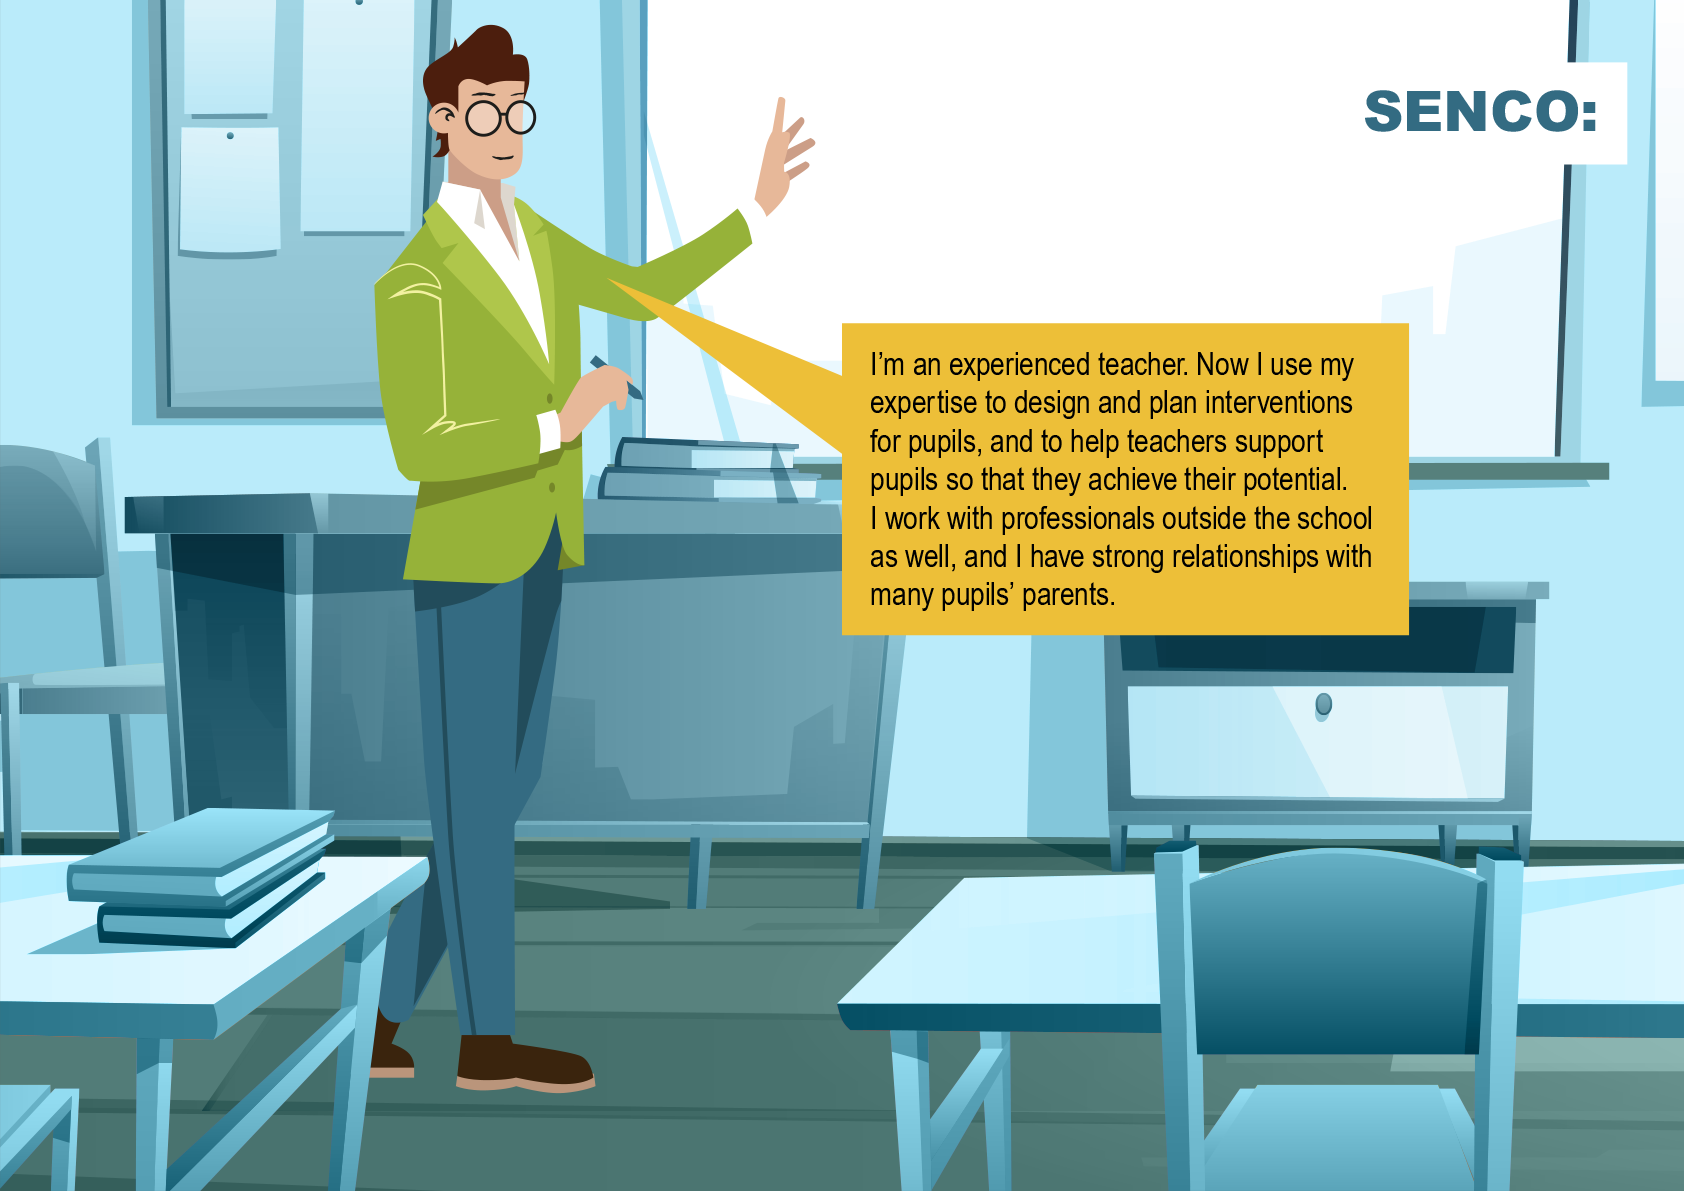 SENCO:
I’m an experienced teacher. Now I use my
expertise to design and plan interventions
for pupils, and to help teachers support
pupils so that they achieve their potential.
I work with professionals outside the school
as well, and I have strong relationships with
many pupils’ parents.